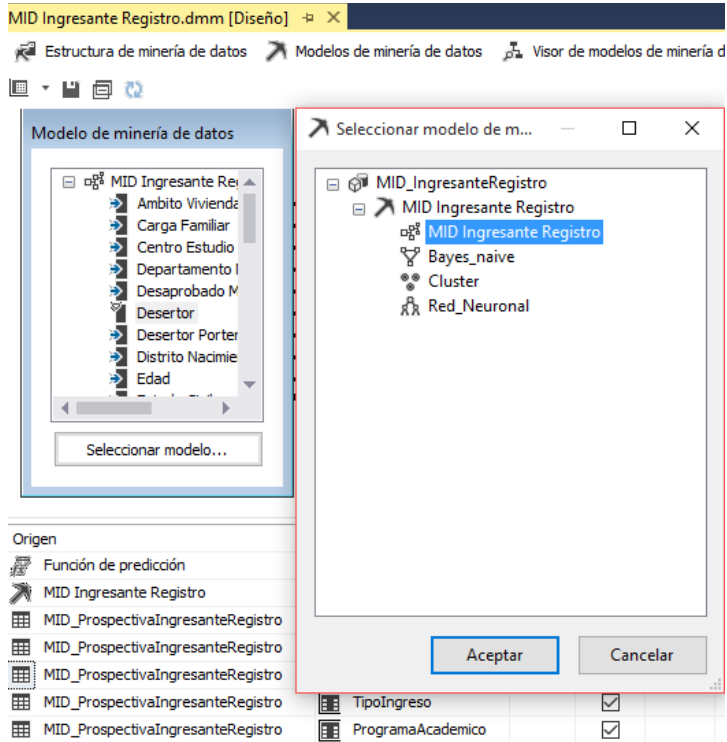 MID Ingresante Registro.dmm [Diseño]
Estructura de minería de datos Modelos de minería de datos Visor de modelos de minería d
Modelo de minería de datos
MID Ingresante Reg
Ambito Vivienda
Carga Familiar
Centro Estudio
Departamento
Desaprobado M
Desertor
Desertor Porter
Distrito Nacimie
Edad
Seleccionar modelo...
Seleccionar modelo de m...
MID_IngresanteRegistro
MID Ingresante Registro
MID Ingresante Registro
Bayes_naive
Cluster
Red_Neuronal
Aceptar Cancelar
Origen
Función de predicción
MID Ingresante Registro
MID_ProspectivaIngresanteRegistro
MID_ProspectivaIngresanteRegistro
MID_ProspectivaIngresanteRegistro
MID_ProspectivaIngresanteRegistro TipoIngreso
MID_ProspectivaIngresanteRegistro ProgramaAcademico